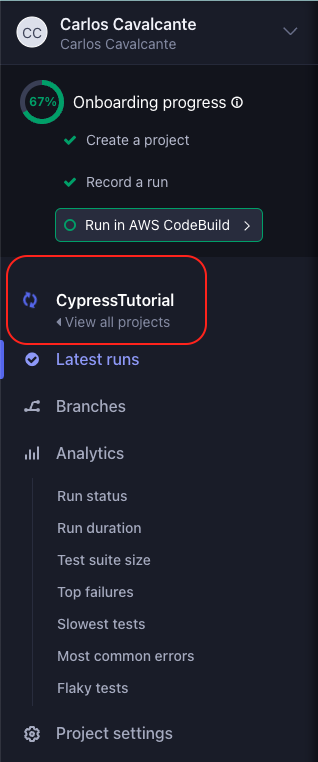 CC
Carlos Cavalcante
Carlos Cavalcante
67%
Onboarding progress
Create a project
Record a run
Run in AWS CodeBuild
CypressTutorial
View all projects
Latest runs
Branches
Analytics
Run status
Run duration
Test suite size
Top failures
Slowest tests
Most common errors
Flaky tests
Project settings